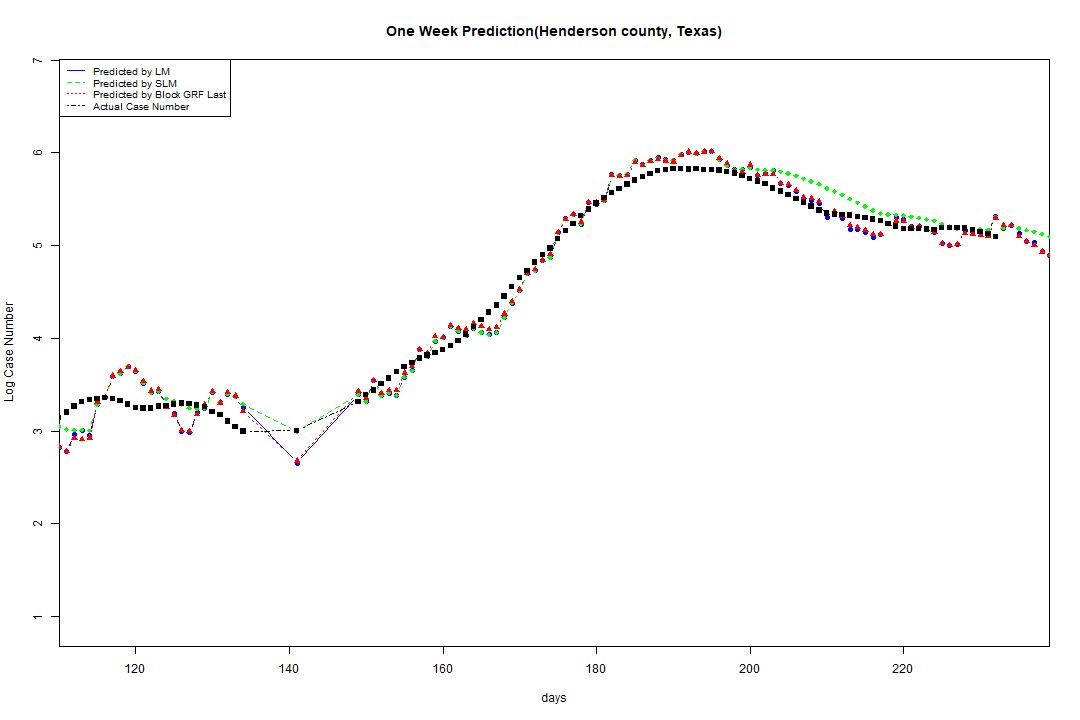 One Week Prediction(Henderson county, Texas)
Predicted by LM
Predicted by SLM
Predicted by Block GRF Last
Actual Case Number
7
6
5
4
3
2
1
Log Case Number
120 140 160 180 200 220
days